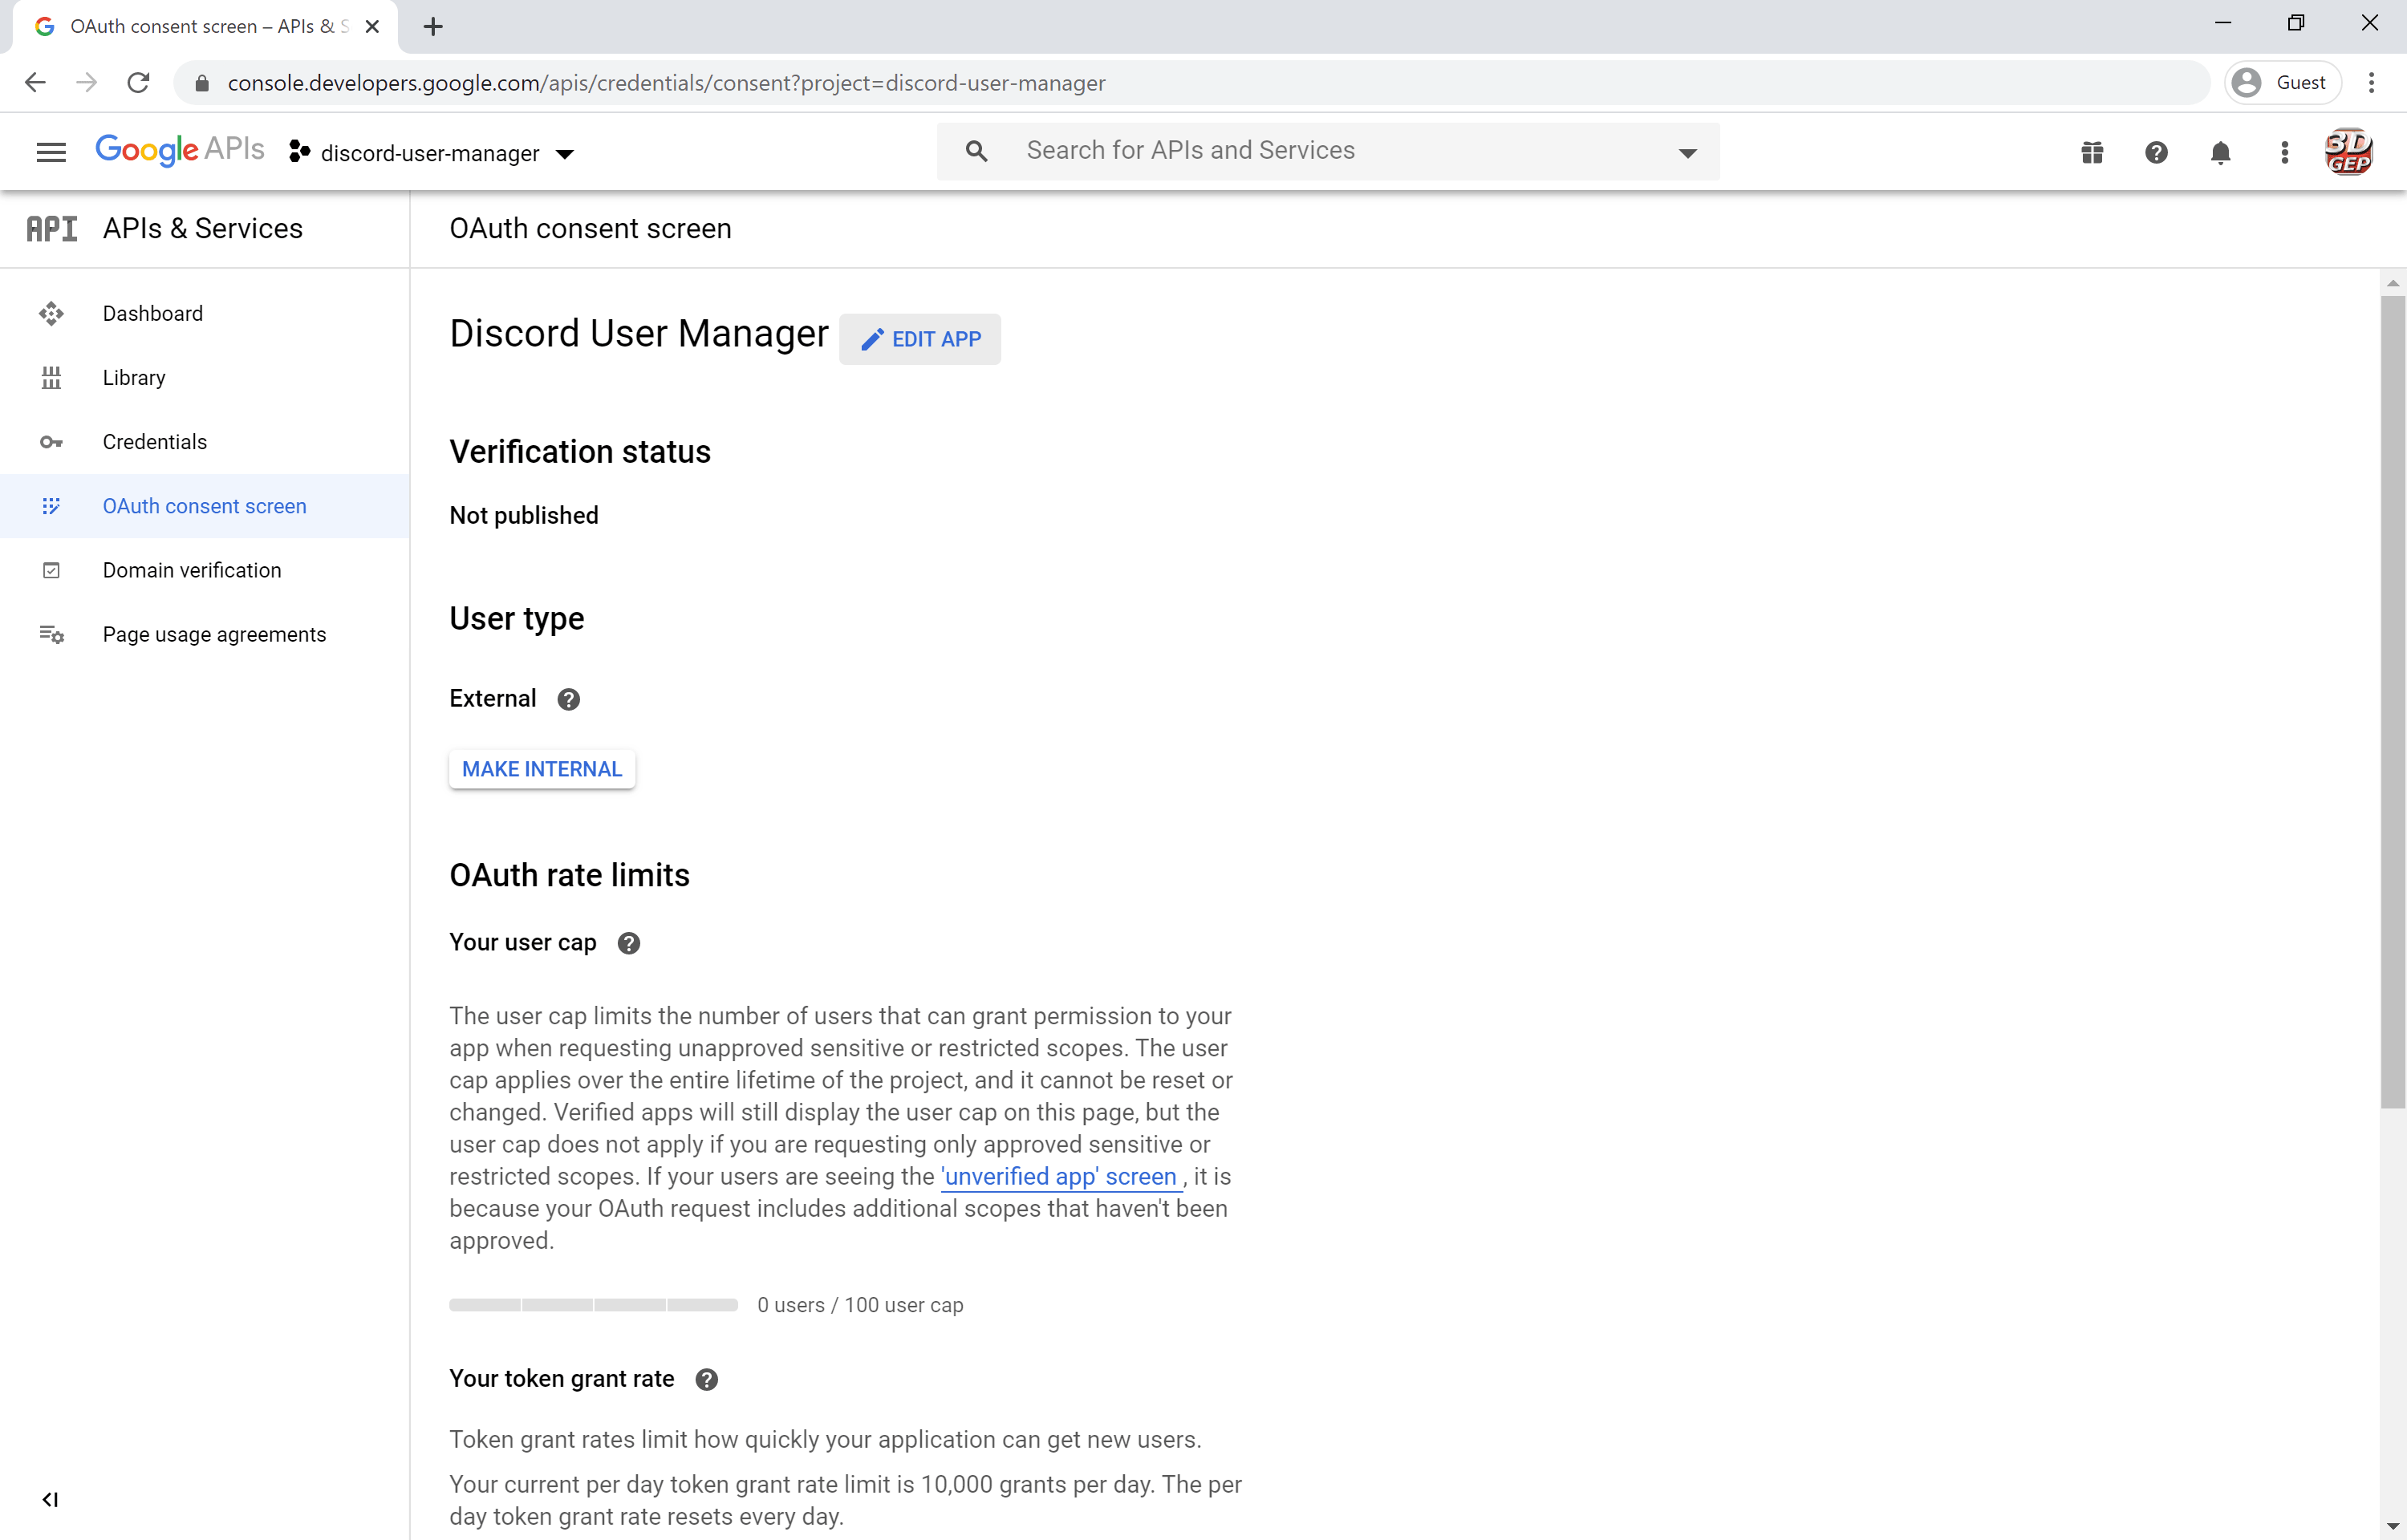 OAuth consent screen – APIs & S
console.developers.google.com/apis/credentials/consent?project=discord-user-manager
Guest
Google APIs
discord-user-manager
Search for APIs and Services
3D
GEP
API
APIs & Services
OAuth consent screen
Dashboard
Library
Credentials
OAuth consent screen
Domain verification
Page usage agreements
Discord User Manager
EDIT APP
Verification status
Not published
User type
External
MAKE INTERNAL
OAuth rate limits
Your user cap
The user cap limits the number of users that can grant permission to your
app when requesting unapproved sensitive or restricted scopes. The user
cap applies over the entire lifetime of the project, and it cannot be reset or
changed. Verified apps will still display the user cap on this page, but the
user cap does not apply if you are requesting only approved sensitive or
restricted scopes. If your users are seeing the 'unverified app' screen , it is
because your OAuth request includes additional scopes that haven't been
approved.
0 users / 100 user cap
Your token grant rate
Token grant rates limit how quickly your application can get new users.
Your current per day token grant rate limit is 10,000 grants per day. The per
day token grant rate resets every day.